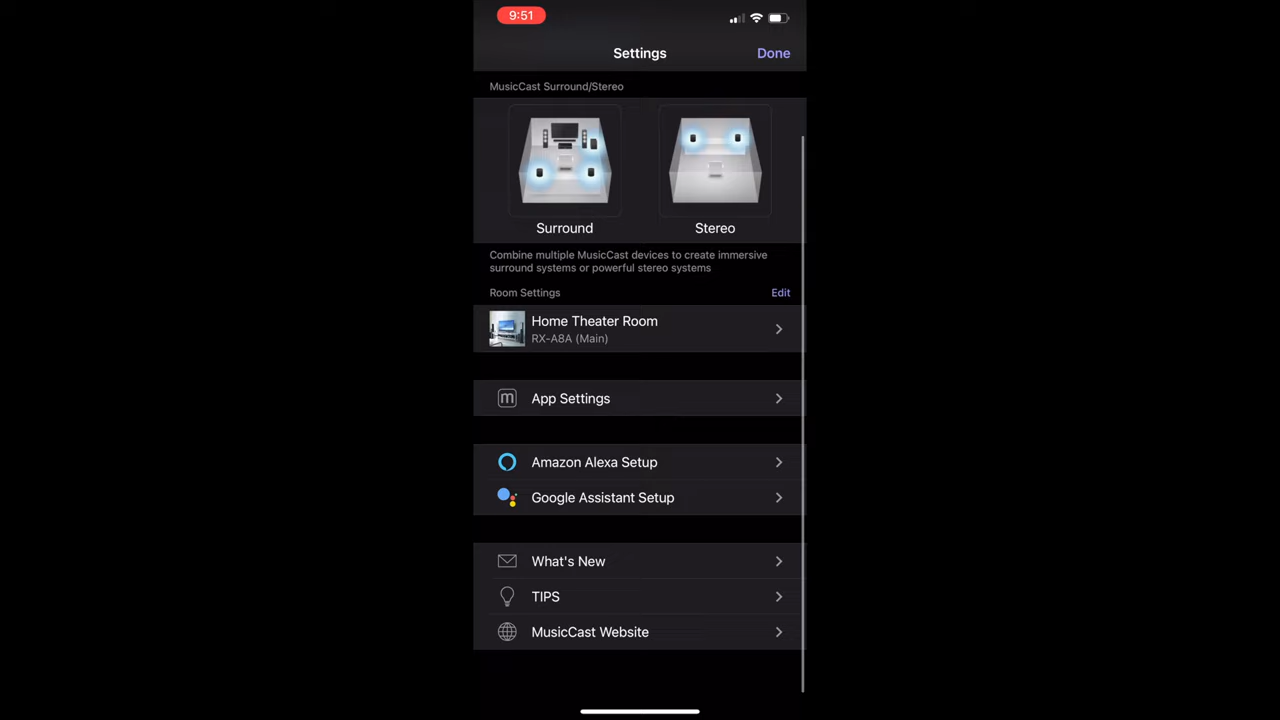 9:51
Settings
Done
MusicCast Surround/Stereo
Surround
Stereo
Combine multiple MusicCast devices to create immersive
surround systems or powerful stereo systems
Room Settings
Edit
Home Theater Room
RX-A8A (Main)
App Settings
Amazon Alexa Setup
Google Assistant Setup
What's New
TIPS
MusicCast Website